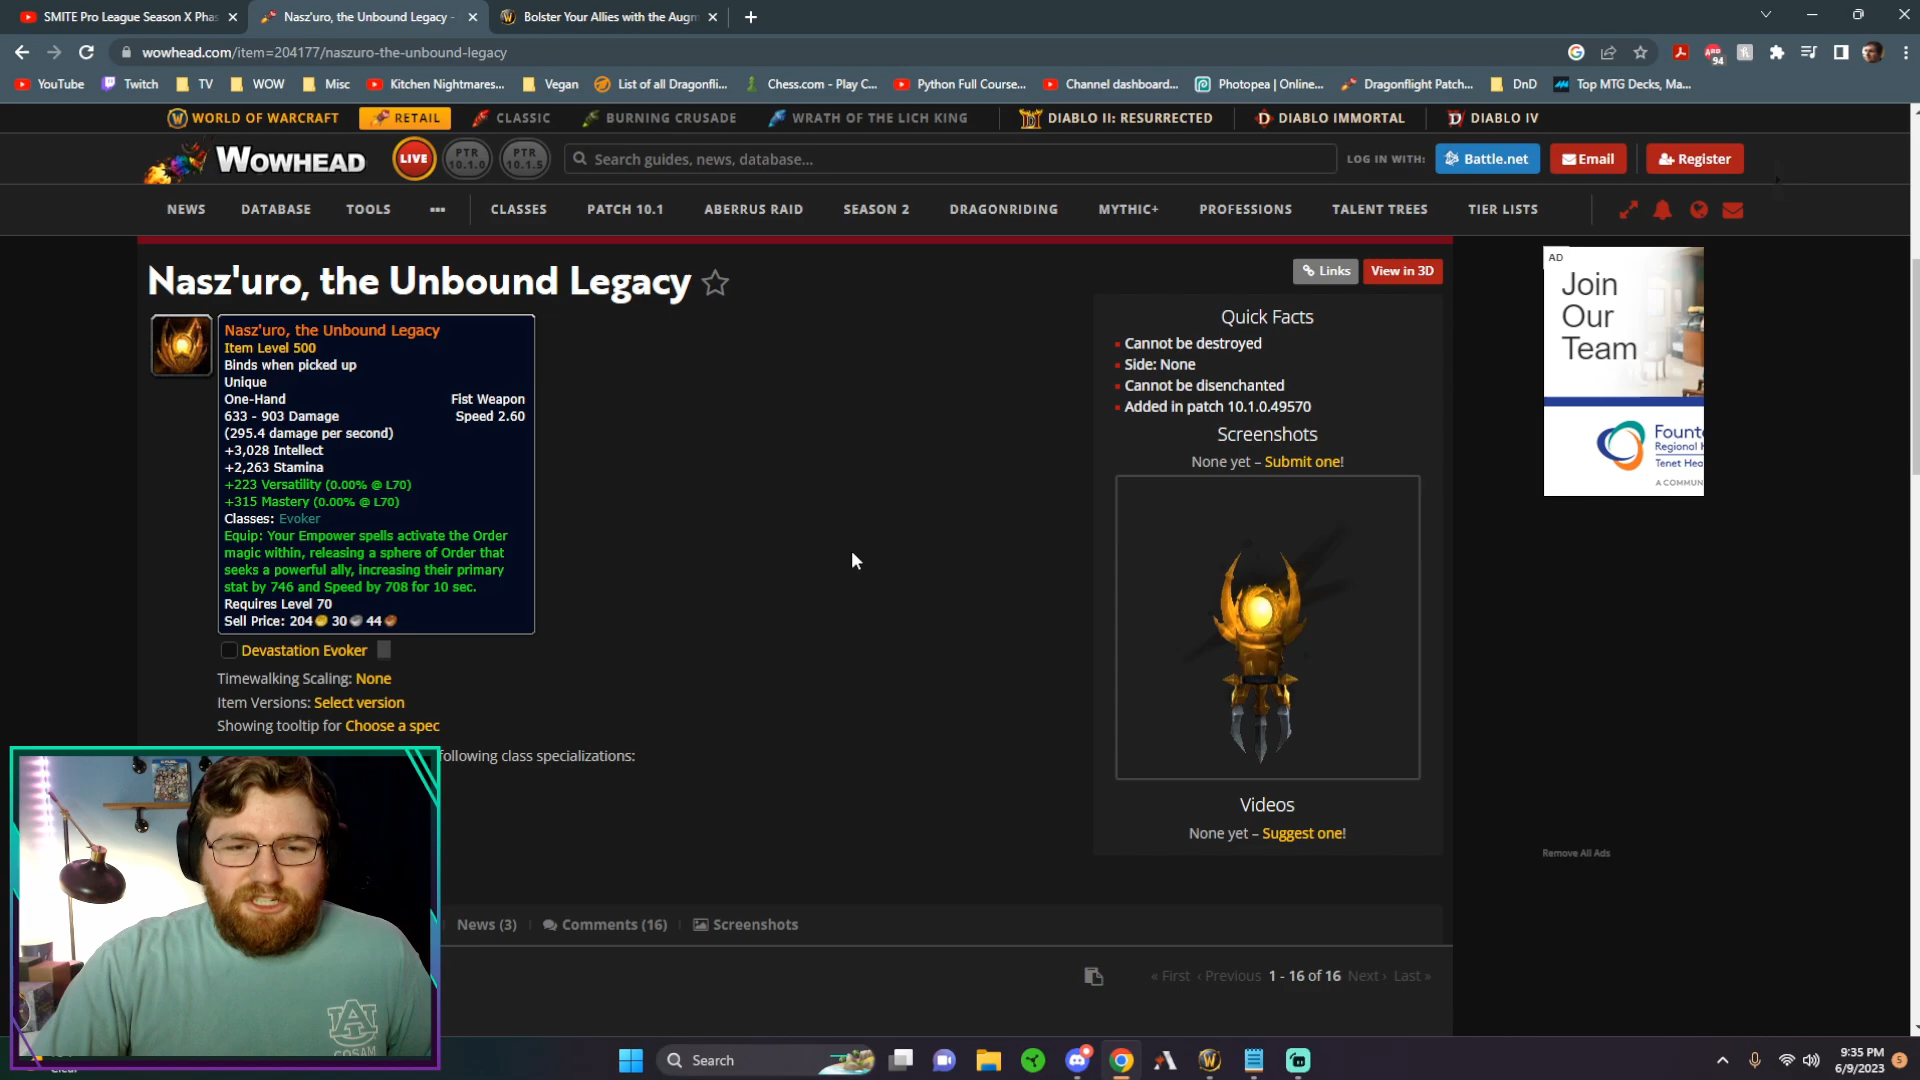 SMITE Pro League Season X Phas
Nasz'uro, the Unbound Legacy -
Bolster Your Allies with the Augm
wowhead.com/item=204177/naszuro-the-unbound-legacy
94
YouTube
Twitch
TV
WOW
Misc
Kitchen Nightmares...
Vegan
List of all Dragonfli...
Chess.com - Play C...
Python Full Course...
Channel dashboard...
Photopea | Online...
Dragonflight Patch...
DnD
Top MTG Decks, Ma...
WORLD OF WARCRAFT
RETAIL
CLASSIC
BURNING CRUSADE
WRATH OF THE LICH KING
DIABLO II: RESURRECTED
DIABLO IMMORTAL
DIABLO IV
WOWHEAD
LIVE
PTR
10.1.0
PTR
10.1.5
Search guides, news, database...
LOG IN WITH:
Battle.net
Email
Register
NEWS
DATABASE
TOOLS
•••
CLASSES
PATCH 10.1
ABERRUS RAID
SEASON 2
DRAGONRIDING
MYTHIC+
PROFESSIONS
TALENT TREES
TIER LISTS
Nasz'uro, the Unbound Legacy
Links
View in 3D
Nasz'uro, the Unbound Legacy
Item Level 500
Binds when picked up
Unique
One-Hand Fist Weapon
633 - 903 Damage Speed 2.60
(295.4 damage per second)
+3,028 Intellect
+2,263 Stamina
+223 Versatility (0.00% @ L70)
+315 Mastery (0.00% @ L70)
Classes: Evoker
Equip: Your Empower spells activate the Order
magic within, releasing a sphere of Order that
seeks a powerful ally, increasing their primary
stat by 746 and Speed by 708 for 10 sec.
Requires Level 70
Sell Price: 204 30 44
Devastation Evoker
Timewalking Scaling: None
Item Versions: Select version
Showing tooltip for Choose a spec
following class specializations:
Quick Facts
Cannot be destroyed
Side: None
Cannot be disenchanted
Added in patch 10.1.0.49570
Screenshots
None yet – Submit one!
Videos
None yet – Suggest one!
AD
Join
Our
Team
Fount
Regional
Tenet Hea
A COMMUN
Remove All Ads
News (3)
Comments (16)
Screenshots
« First ‹ Previous 1 - 16 of 16 Next › Last »
AU
COSAM
Clear
Search
9:35 PM
6/9/2023
5